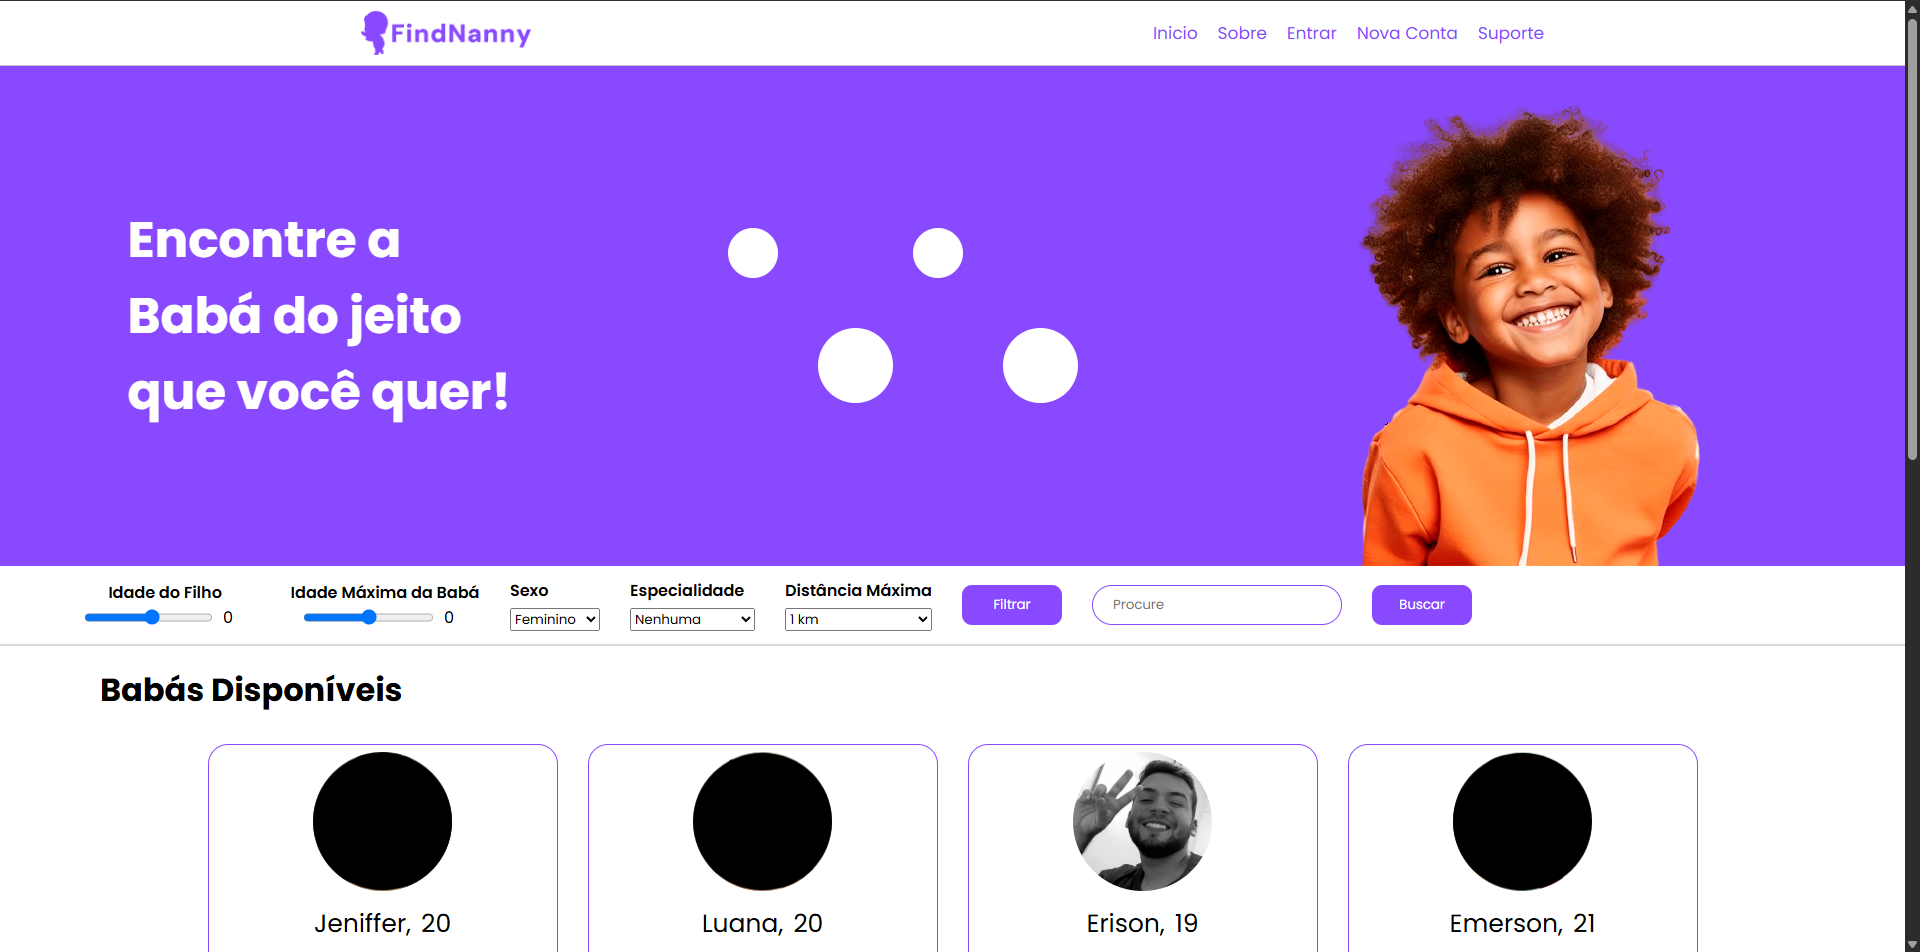 FindNanny
Inicio Sobre Entrar Nova Conta Suporte
Encontre a
Babá do jeito
que você quer!
Idade do Filho
0
Idade Máxima da Babá
0
Sexo
Feminino
Especialidade
Nenhuma
Distância Máxima
1 km
Filtrar
Procure
Buscar
Babás Disponíveis
Jeniffer, 20
Luana, 20
Erison, 19
Emerson, 21